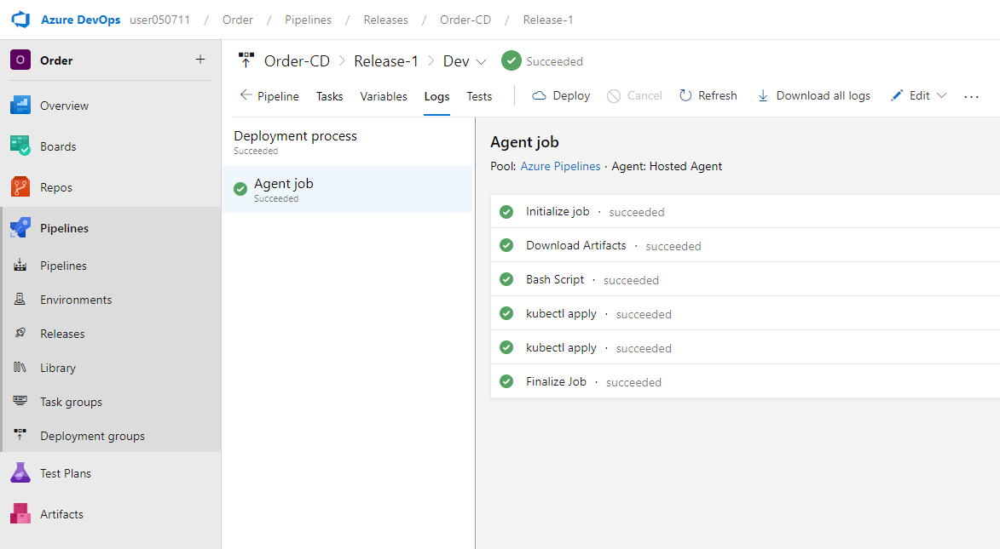 Azure DevOps user050711 / Order / Pipelines / Releases / Order-CD / Release-1
O Order +
Overview
Boards
Repos
Pipelines
Pipelines
Environments
Releases
Library
Task groups
Deployment groups
Test Plans
Artifacts
Order-CD > Release-1 > Dev Succeeded
← Pipeline Tasks Variables Logs Tests Deploy Cancel Refresh Download all logs Edit ...
Deployment process
Succeeded
Agent job
Succeeded
Agent job
Pool: Azure Pipelines · Agent: Hosted Agent
Initialize job · succeeded
Download Artifacts · succeeded
Bash Script · succeeded
kubectl apply · succeeded
kubectl apply · succeeded
Finalize Job · succeeded